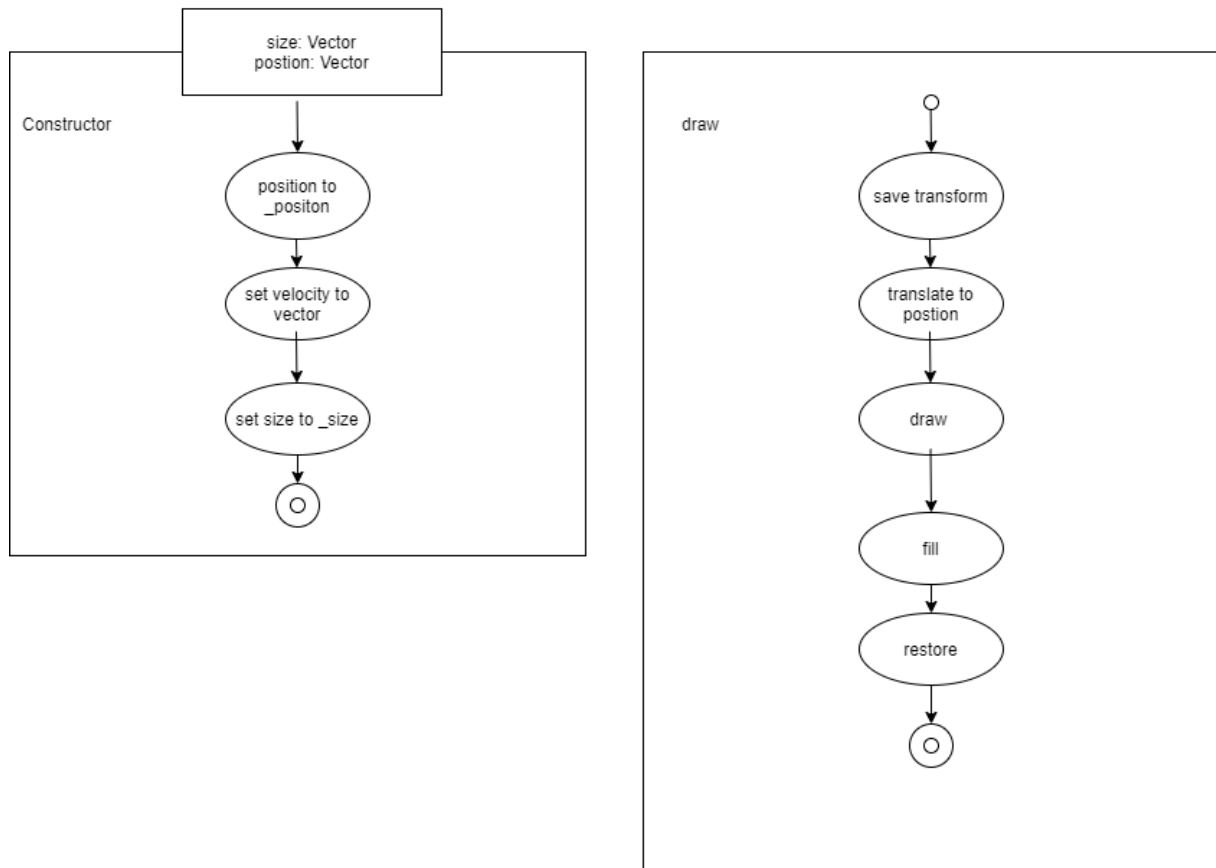 size: Vector
postion: Vector
Constructor
position to
_positon
set velocity to
vector
set size to _size
draw
save transform
translate to
postion
draw
fill
restore